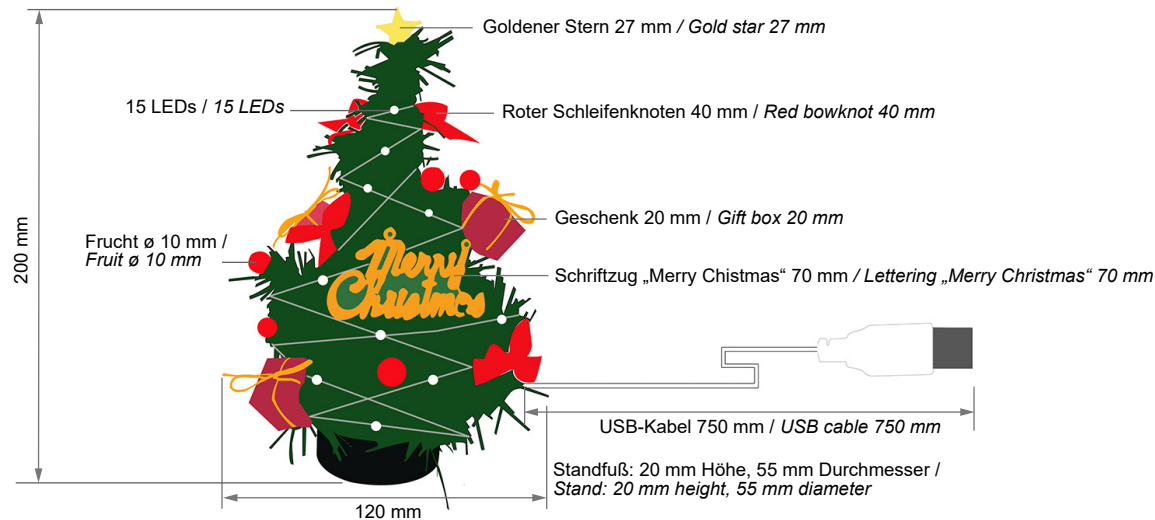 Goldener Stern 27 mm / Gold star 27 mm
15 LEDs / 15 LEDs
Roter Schleifenknoten 40 mm / Red bowknot 40 mm
Geschenk 20 mm / Gift box 20 mm
Frucht ø 10 mm /
Fruit ø 10 mm
200 mm
Merry
Christmas
Schriftzug „Merry Chistmas“ 70 mm / Lettering „Merry Christmas“ 70 mm
USB-Kabel 750 mm / USB cable 750 mm
Standfuß: 20 mm Höhe, 55 mm Durchmesser /
Stand: 20 mm height, 55 mm diameter
120 mm